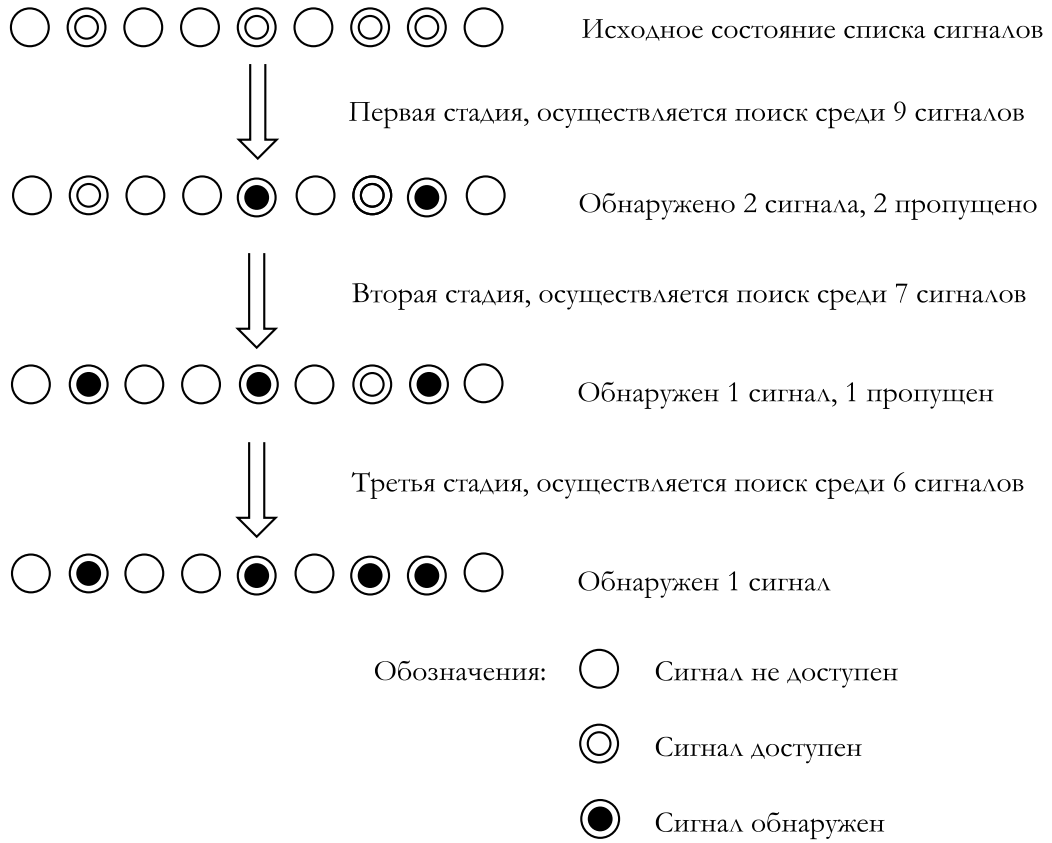 Исходное состояние списка сигналов
Первая стадия, осуществляется поиск среди 9 сигналов
Обнаружено 2 сигнала, 2 пропущено
Вторая стадия, осуществляется поиск среди 7 сигналов
Обнаружен 1 сигнал, 1 пропущен
Третья стадия, осуществляется поиск среди 6 сигналов
Обнаружен 1 сигнал
Обозначения:
Сигнал не доступен
Сигнал доступен
Сигнал обнаружен